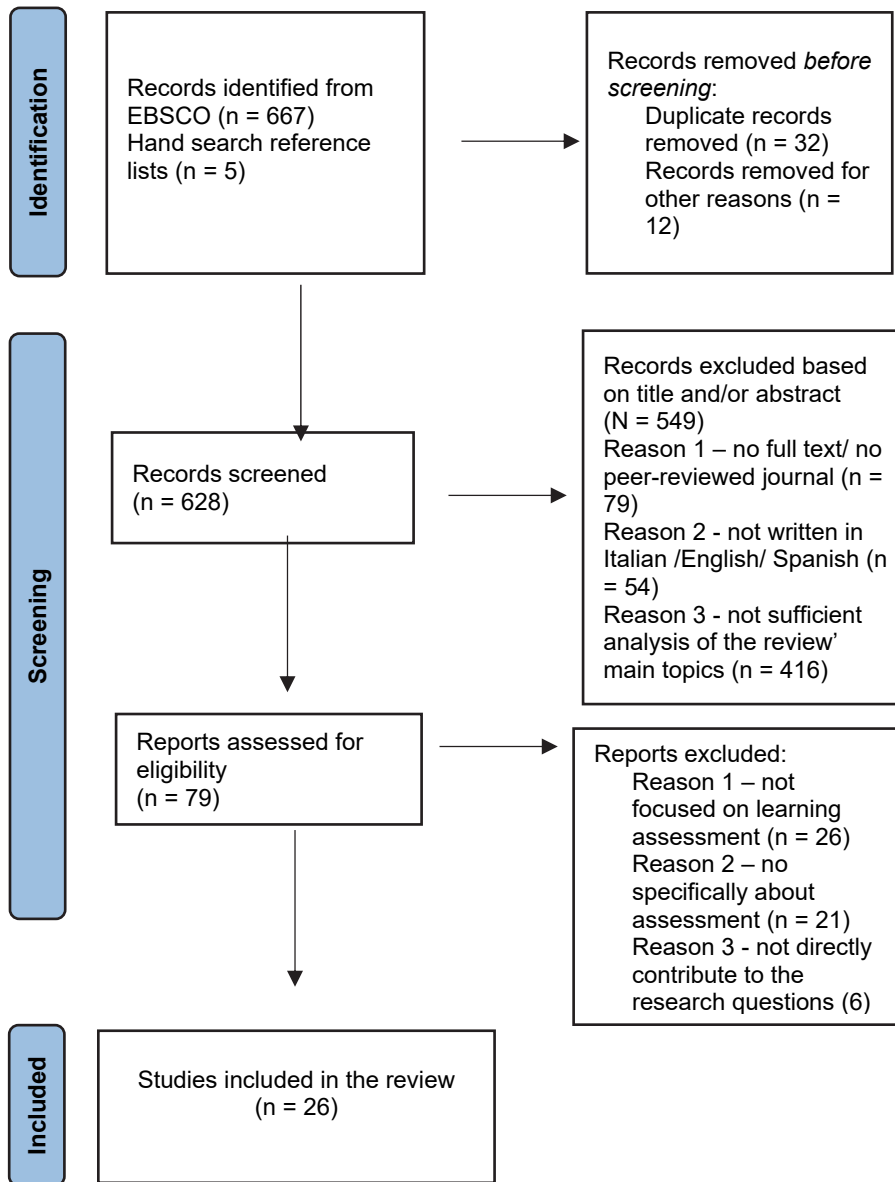 Identification
Records identified from
EBSCO (n = 667)
Hand search reference
lists (n = 5)
Records removed before
screening:
Duplicate records
removed (n = 32)
Records removed for
other reasons (n =
12)
Screening
Records screened
(n = 628)
Records excluded based
on title and/or abstract
(N = 549)
Reason 1 – no full text/ no
peer-reviewed journal (n =
79)
Reason 2 - not written in
Italian /English/ Spanish (n
= 54)
Reason 3 - not sufficient
analysis of the review’
main topics (n = 416)
Reports assessed for
eligibility
(n = 79)
Reports excluded:
Reason 1 – not
focused on learning
assessment (n = 26)
Reason 2 – no
specifically about
assessment (n = 21)
Reason 3 - not directly
contribute to the
research questions (6)
Included
Studies included in the review
(n = 26)